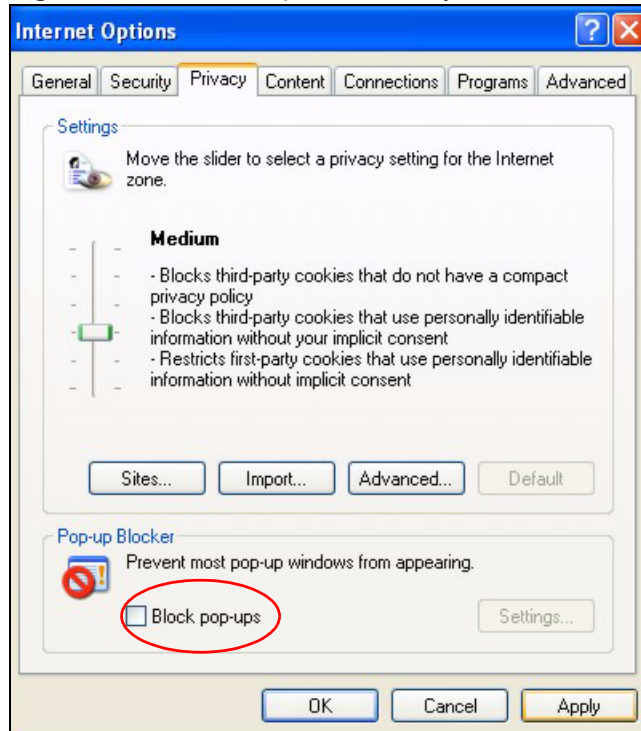 Internet Options
General Security Privacy Content Connections Programs Advanced
Settings
Move the slider to select a privacy setting for the Internet
zone.
Medium
- Blocks third-party cookies that do not have a compact
privacy policy
- Blocks third-party cookies that use personally identifiable
information without your implicit consent
- Restricts first-party cookies that use personally identifiable
information without implicit consent
Sites... Import... Advanced... Default
Pop-up Blocker
Prevent most pop-up windows from appearing.
Block pop-ups Settings...
OK Cancel Apply